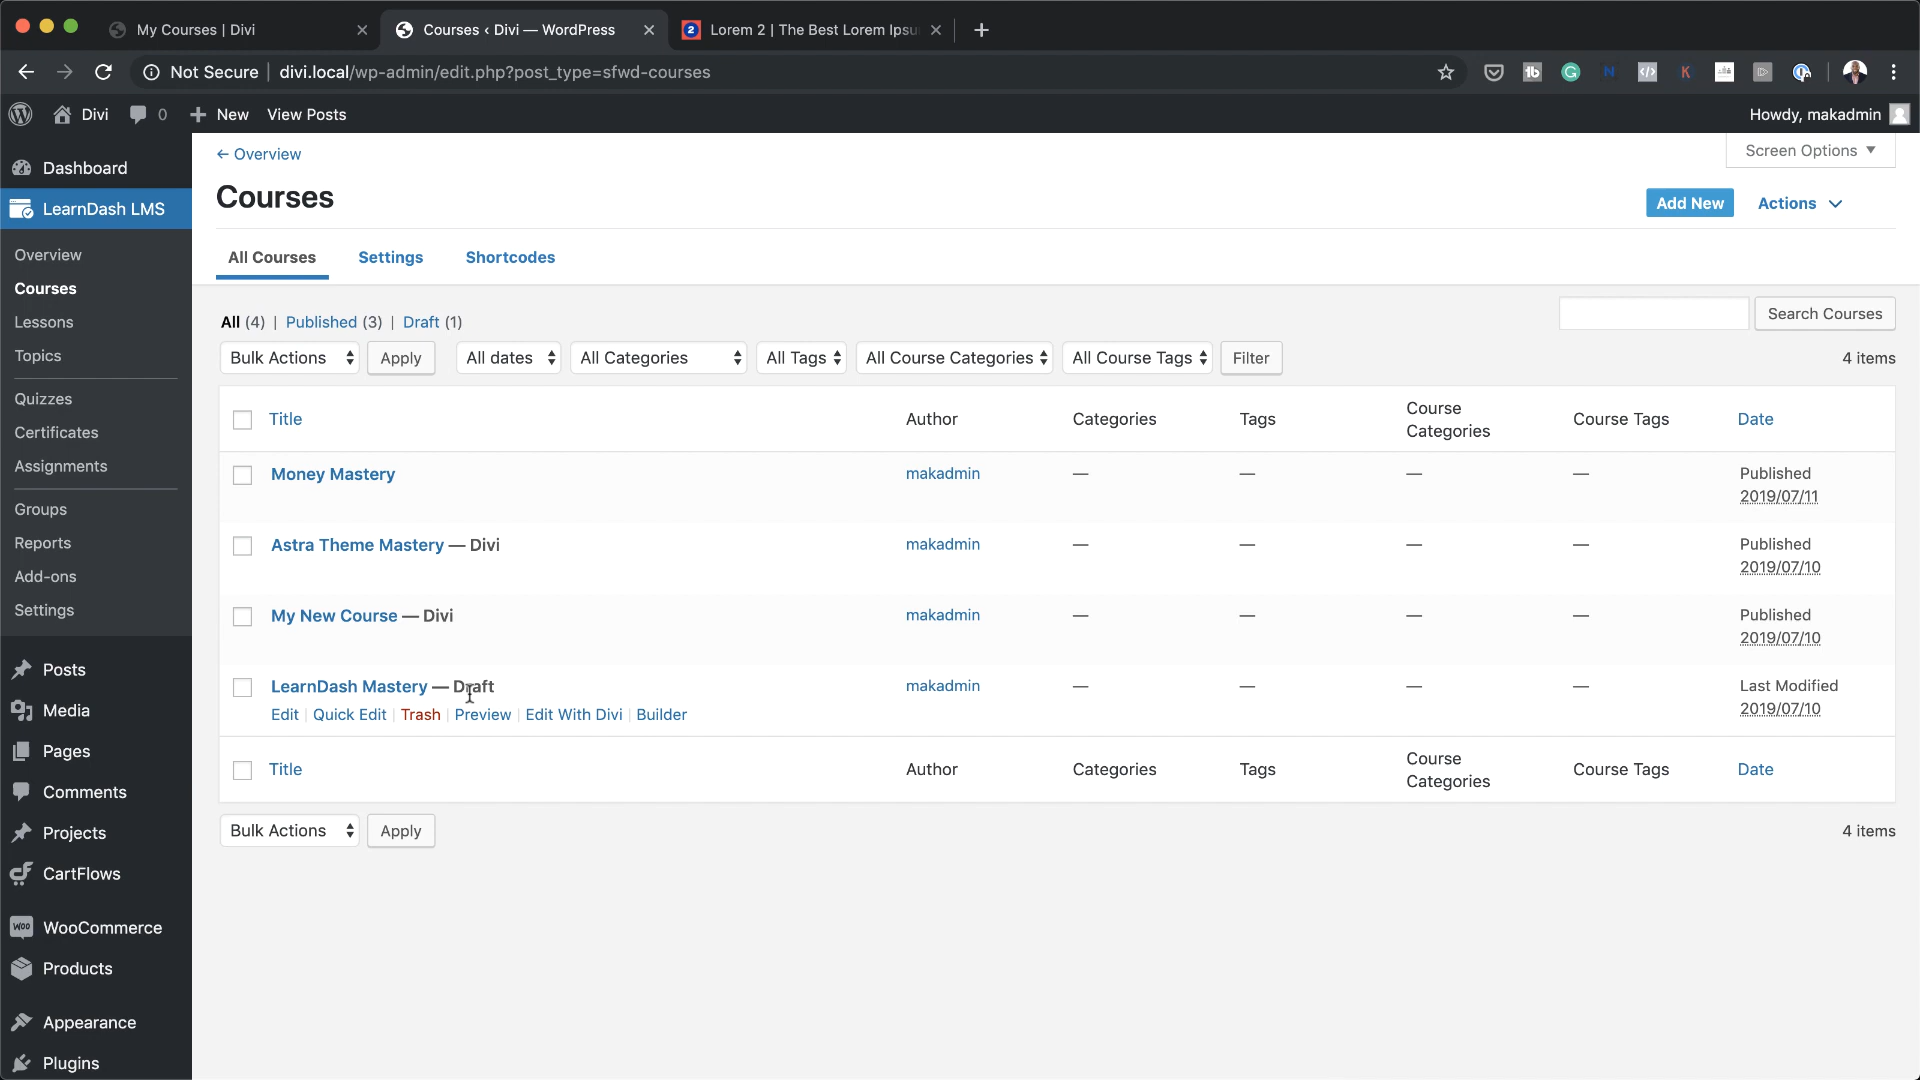 My Courses | Divi
Courses ‹ Divi — WordPress
2 Lorem 2 | The Best Lorem Ipsu
Not Secure | divi.local/wp-admin/edit.php?post_type=sfwd-courses
Divi 0 New View Posts Howdy, makadmin
Dashboard
LearnDash LMS
Overview
Courses
Lessons
Topics
Quizzes
Certificates
Assignments
Groups
Reports
Add-ons
Settings
Posts
Media
Pages
Comments
Projects
CartFlows
WooCommerce
Products
Appearance
Plugins
← Overview
Screen Options
Courses
Add New Actions
All Courses Settings Shortcodes
All (4) | Published (3) | Draft (1)
Search Courses
Bulk Actions Apply All dates All Categories All Tags All Course Categories All Course Tags Filter 4 items
Title Author Categories Tags Course Categories Course Tags Date
Money Mastery makadmin — — — — Published
2019/07/11
Astra Theme Mastery — Divi makadmin — — — — Published
2019/07/10
My New Course — Divi makadmin — — — — Published
2019/07/10
LearnDash Mastery — Draft makadmin — — — — Last Modified
Edit | Quick Edit | Trash | Preview | Edit With Divi | Builder 2019/07/10
Title Author Categories Tags Course Categories Course Tags Date
Bulk Actions Apply 4 items